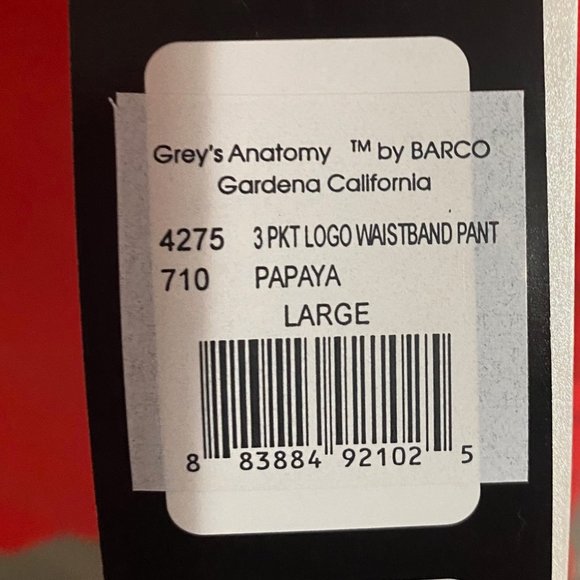 Grey's Anatomy ™ by BARCO
Gardena California
4275 3 PKT LOGO WAISTBAND PANT
710 PAPAYA
LARGE
8 83884 92102 5